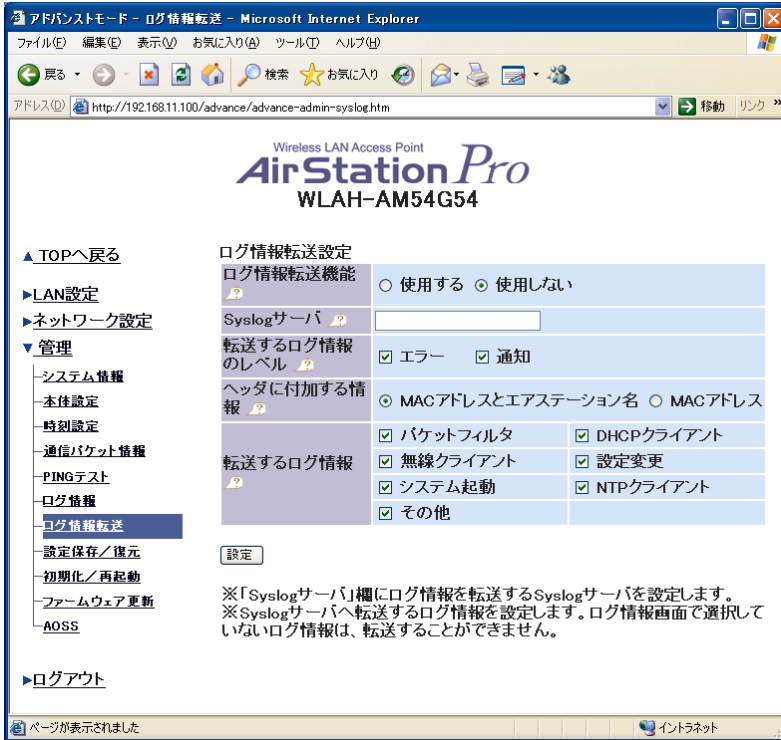 アドバンストモード - ログ情報転送 - Microsoft Internet Explorer
ファイル(F) 編集(E) 表示(V) お気に入り(A) ツール(T) ヘルプ(H)
戻る 検索 お気に入り
アドレス(D) http://192.168.11.100/advance/advance-admin-syslog.htm 移動 リンク »
Wireless LAN Access Point
AirStation Pro
WLAH-AM54G54
▲ TOPへ戻る
▶LAN設定
▶ネットワーク設定
▼ 管理
システム情報
本体設定
時刻設定
通信パケット情報
PINGテスト
ログ情報
ログ情報転送
設定保存/復元
初期化/再起動
ファームウェア更新
AOSS
▶ログアウト
ログ情報転送設定
ログ情報転送機能 ?
使用する 使用しない
Syslogサーバ ?
転送するログ情報
のレベル ?
エラー 通知
ヘッダに付加する情
報 ?
MACアドレスとエアステーション名 MACアドレス
転送するログ情報
?
パケットフィルタ DHCPクライアント
無線クライアント 設定変更
システム起動 NTPクライアント
その他
設定
※「Syslogサーバ」欄にログ情報を転送するSyslogサーバを設定します。
※Syslogサーバへ転送するログ情報を設定します。ログ情報画面で選択して
いないログ情報は、転送することができません。
ページが表示されました イントラネット